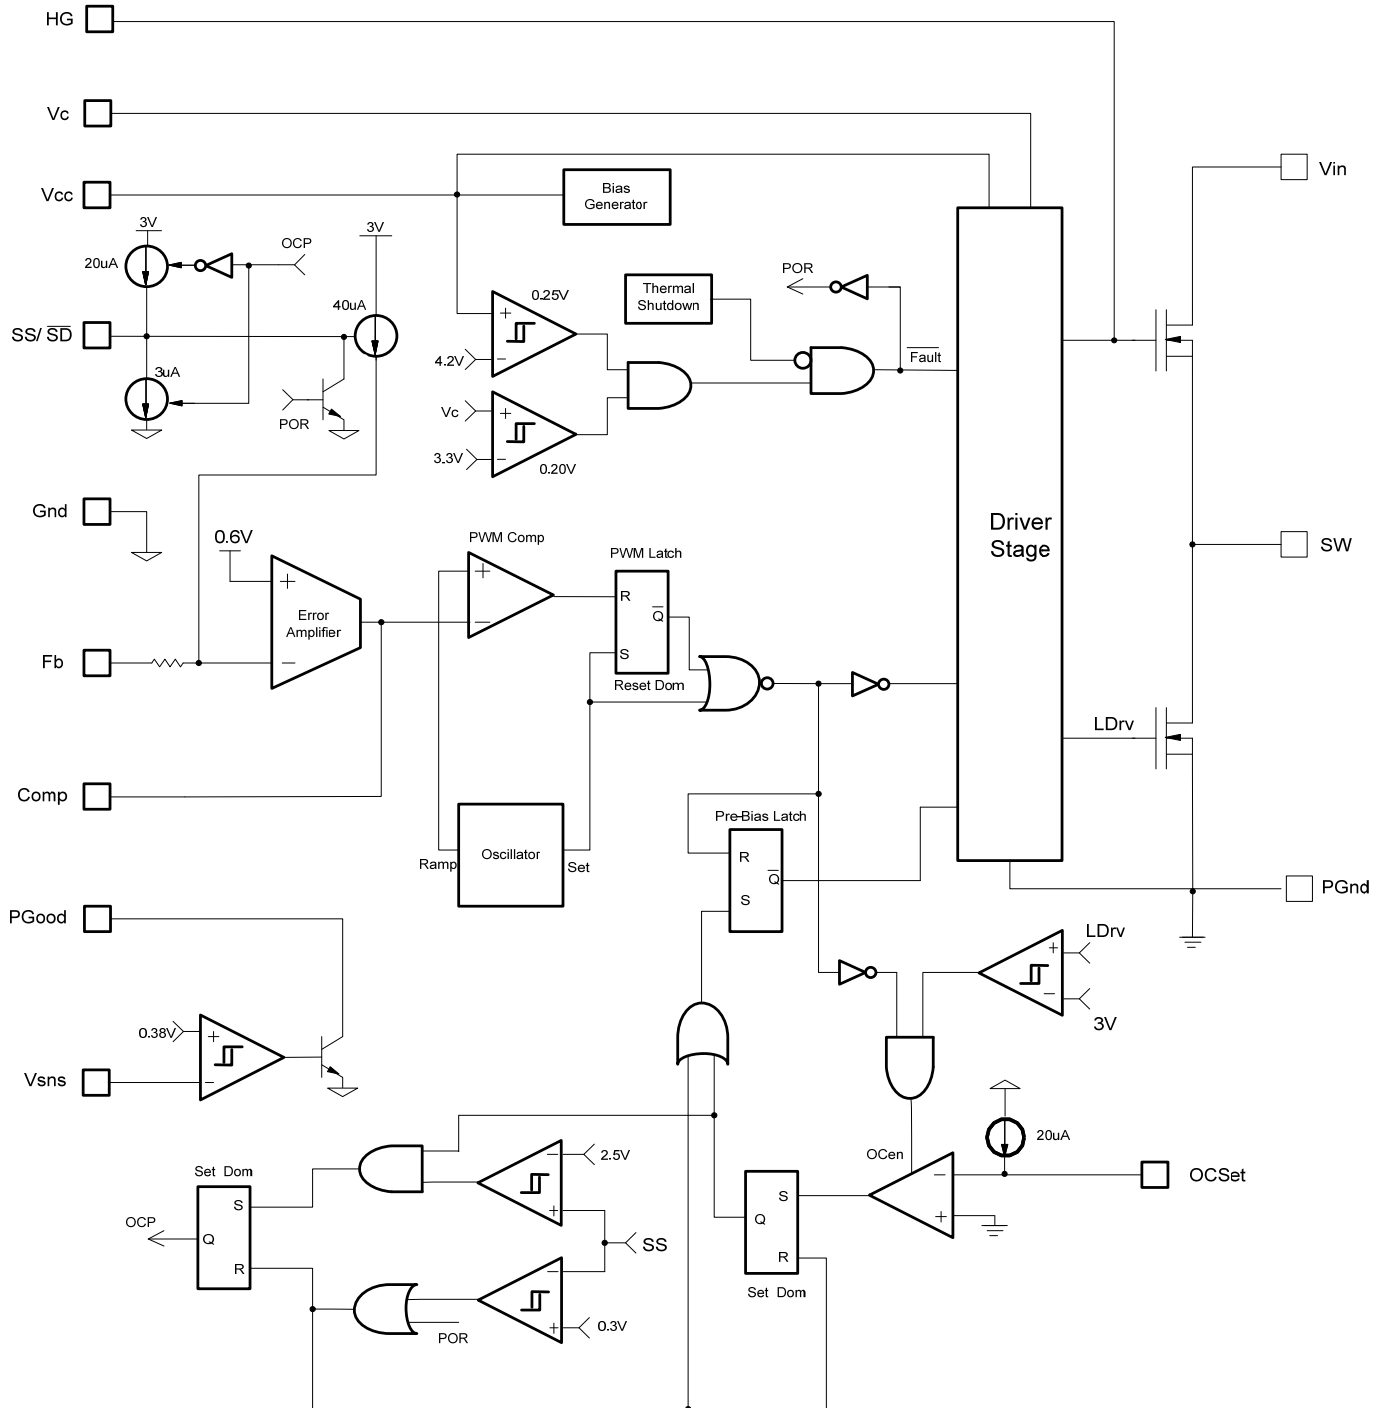 HG
Vc
Vcc
Bias
Generator
Vin
3V
3V
OCP
20uA
POR
Thermal
Shutdown
0.25V
40uA
SS/ SD
4.2V
Fault
3uA
Vc
POR
3.3V
0.20V
Gnd
Driver
Stage
0.6V
PWM Comp
SW
PWM Latch
+
R
Q
Error
Amplifier
S
Fb
Reset Dom
LDrv
Comp
Pre-Bias Latch
Oscillator
Ramp
Set
R
Q
S
PGnd
PGood
LDrv
3V
0.38V
Vsns
20uA
OCen
2.5V
Set Dom
OCSet
S
S
OCP
Q
Q
SS
R
R
Set Dom
0.3V
POR